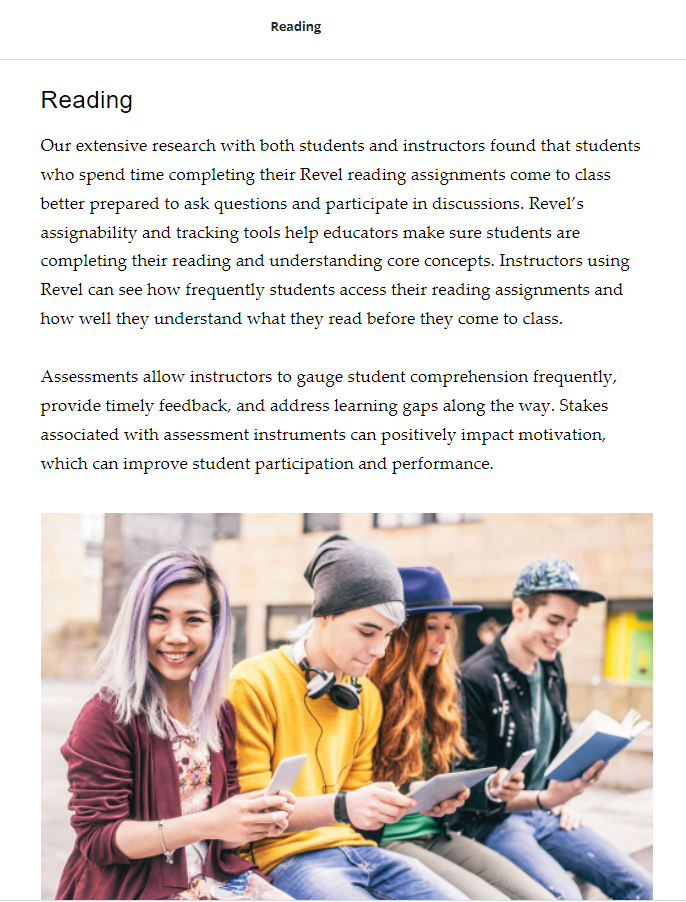 Reading
Reading
Our extensive research with both students and instructors found that students
who spend time completing their Revel reading assignments come to class
better prepared to ask questions and participate in discussions. Revel’s
assignability and tracking tools help educators make sure students are
completing their reading and understanding core concepts. Instructors using
Revel can see how frequently students access their reading assignments and
how well they understand what they read before they come to class.
Assessments allow instructors to gauge student comprehension frequently,
provide timely feedback, and address learning gaps along the way. Stakes
associated with assessment instruments can positively impact motivation,
which can improve student participation and performance.